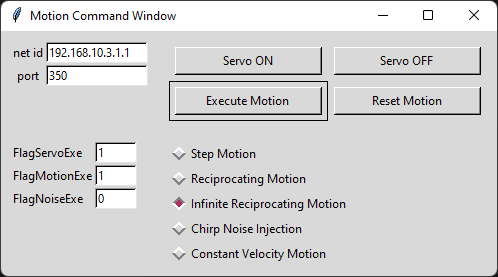 Motion Command Window
net id 192.168.10.3.1.1
port 350
Servo ON Servo OFF
Execute Motion Reset Motion
FlagServoExe 1
FlagMotionExe 1
FlagNoiseExe 0
Step Motion
Reciprocating Motion
Infinite Reciprocating Motion
Chirp Noise Injection
Constant Velocity Motion